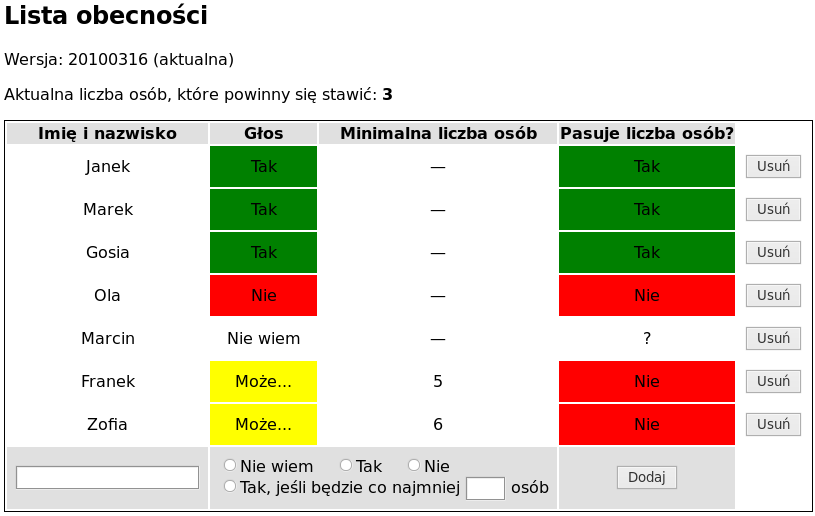 Lista obecności
Wersja: 20100316 (aktualna)
Aktualna liczba osób, które powinny się stawić: 3
Imię i nazwisko Głos Minimalna liczba osób Pasuje liczba osób?
Janek Tak — Tak Usuń
Marek Tak — Tak Usuń
Gosia Tak — Tak Usuń
Ola Nie — Nie Usuń
Marcin Nie wiem — ? Usuń
Franek Może... 5 Nie Usuń
Zofia Może... 6 Nie Usuń
Nie wiem Tak Nie
Tak, jeśli będzie co najmniej osób
Dodaj